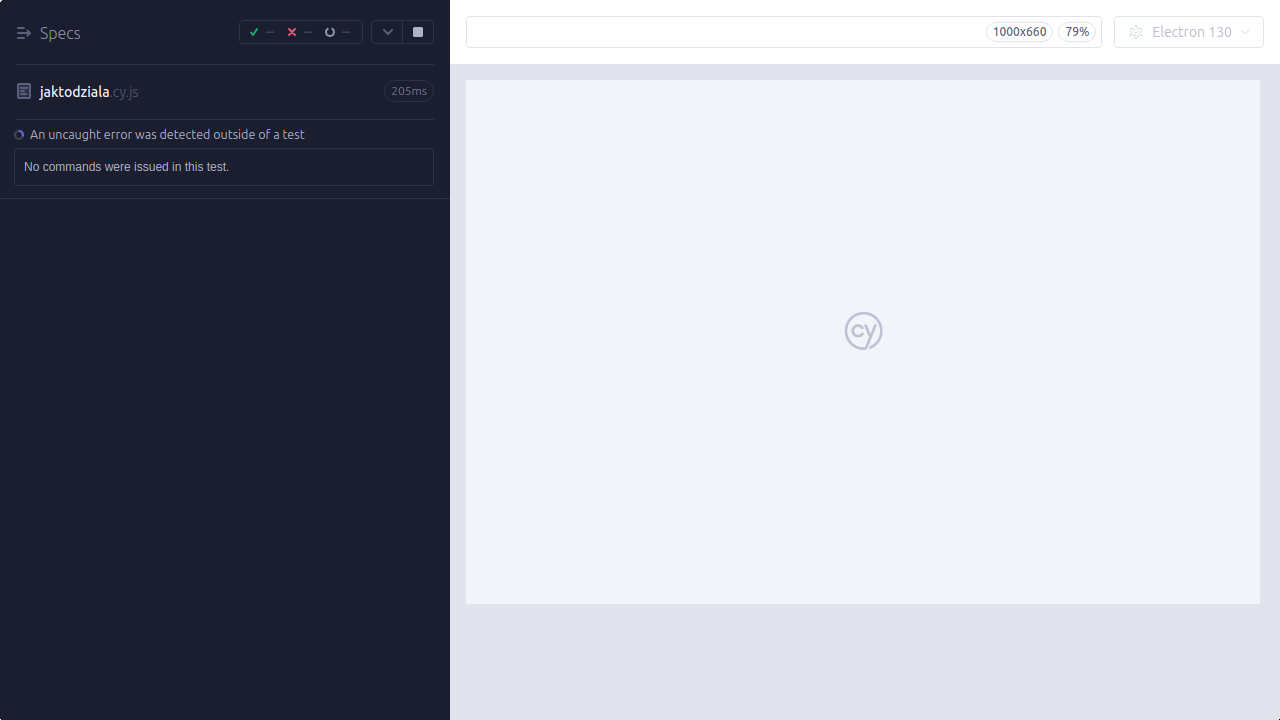 Specs
--
--
--
1000x660
79%
Electron 130
jaktodziala.cy.js
205ms
An uncaught error was detected outside of a test
No commands were issued in this test.
cy